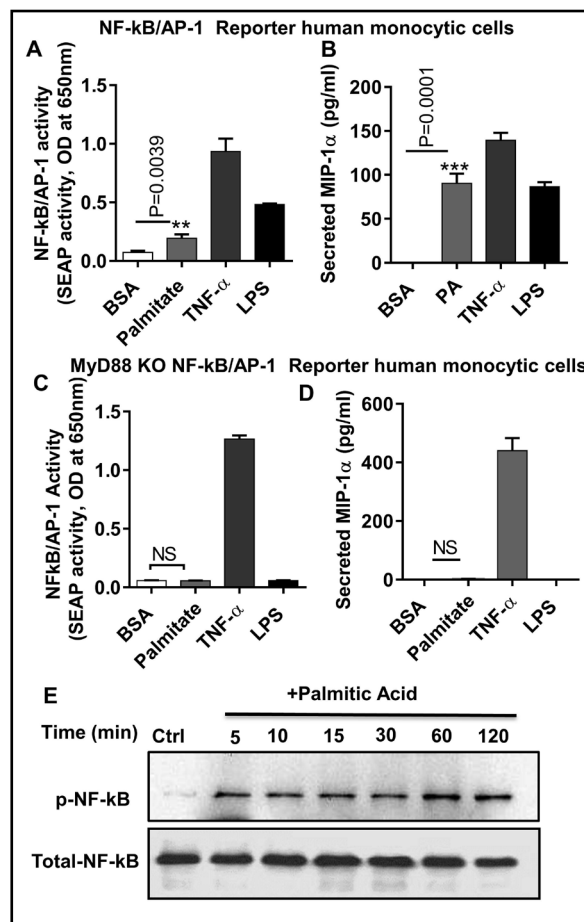 NF-kB/AP-1 Reporter human monocytic cells
A
NF-kB/AP-1 activity
(SEAP activity, OD at 650nm)
1.5
1.0
0.5
0.0
P=0.0039
**
BSA
Palmitate
TNF-α
LPS
B
Secreted MIP-1α (pg/ml)
200
150
100
50
0
P=0.0001
***
BSA
PA
TNF-α
LPS
MyD88 KO NF-kB/AP-1 Reporter human monocytic cells
C
NFkB/AP-1 Activity
(SEAP activity, OD at 650nm)
1.5
1.0
0.5
0.0
NS
BSA
Palmitate
TNF-α
LPS
D
Secreted MIP-1α (pg/ml)
600
400
200
0
NS
BSA
Palmitate
TNF-α
LPS
E
+Palmitic Acid
Time (min) Ctrl 5 10 15 30 60 120
p-NF-kB
Total-NF-kB